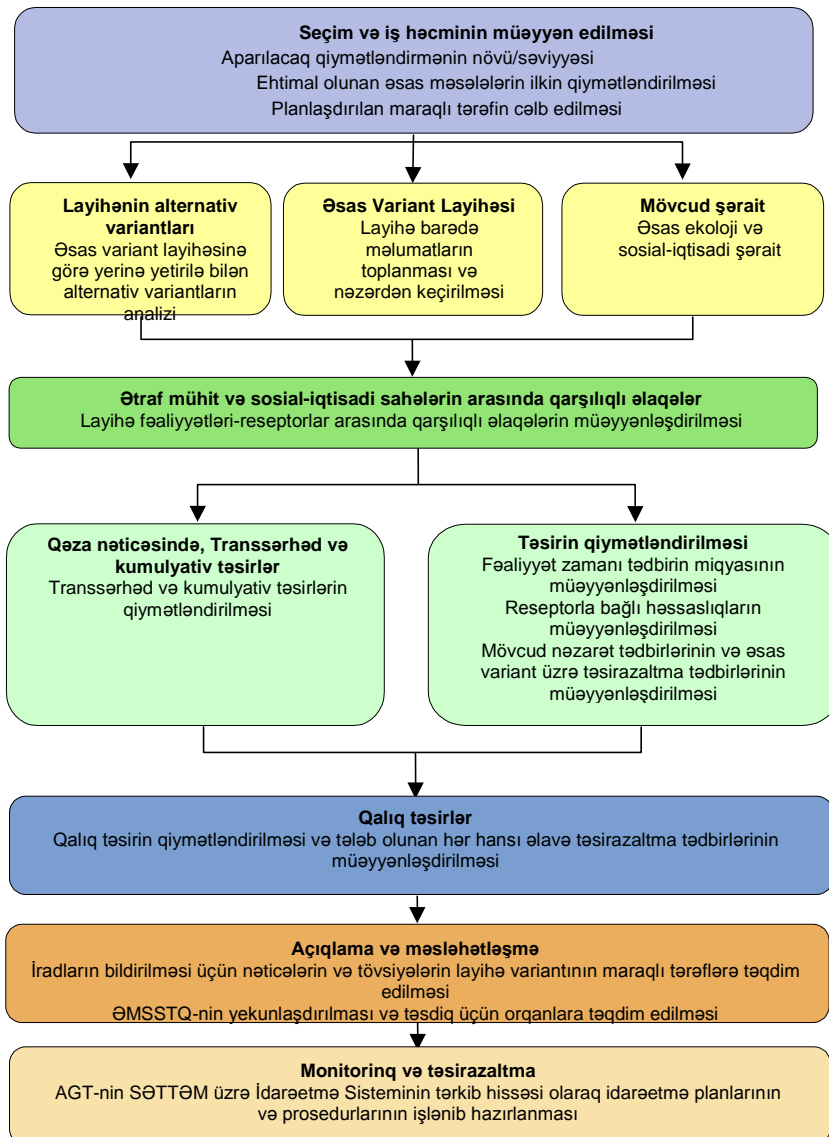 Seçim və iş həcminin müəyyən edilməsi
Aparılacaq qiymətləndirmənin növü/səviyyəsi
Ehtimal olunan əsas məsələlərin ilkin qiymətləndirilməsi
Planlaşdırılan maraqlı tərəfin cəlb edilməsi
Layihənin alternativ
variantları
Əsas variant layihəsinə
görə yerinə yetirilə bilən
alternativ variantların
analizi
Əsas Variant Layihəsi
Layihə barədə
məlumatların
toplanması və
nəzərdən keçirilməsi
Mövcud şərait
Əsas ekoloji və
sosial-iqtisadi şərait
Ətraf mühit və sosial-iqtisadi sahələrin arasında qarşılıqlı əlaqələr
Layihə fəaliyyətləri-reseptorlar arasında qarşılıqlı əlaqələrin müəyyənləşdirilməsi
Qəza nəticəsində, Transsərhəd və
kumulyativ təsirlər
Transsərhəd və kumulyativ təsirlərin
qiymətləndirilməsi
Təsirin qiymətləndirilməsi
Fəaliyyət zamanı tədbirin miqyasının
müəyyənləşdirilməsi
Reseptorla bağlı həssaslıqların
müəyyənləşdirilməsi
Mövcud nəzarət tədbirlərinin və əsas
variant üzrə təsirazaltma tədbirlərinin
müəyyənləşdirilməsi
Qalıq təsirlər
Qalıq təsirin qiymətləndirilməsi və tələb olunan hər hansı əlavə təsirazaltma tədbirlərinin
müəyyənləşdirilməsi
Açıqlama və məsləhətləşmə
İradların bildirilməsi üçün nəticələrin və tövsiyələrin layihə variantının maraqlı tərəflərə təqdim
edilməsi
ƏMSSTQ-nin yekunlaşdırılması və təsdiq üçün orqanlara təqdim edilməsi
Monitorinq və təsirazaltma
AGT-nin SƏTTƏM üzrə İdarəetmə Sisteminin tərkib hissəsi olaraq idarəetmə planlarının
və prosedurlarının işlənib hazırlanması